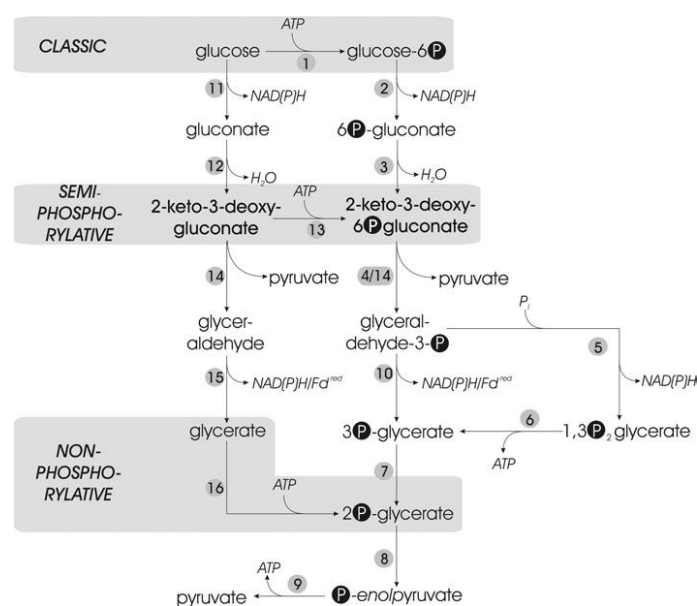 ATP
CLASSIC
glucose
glucose-6P
1
11
NAD(P)H
2
NAD(P)H
gluconate
6P-gluconate
12
H2O
3
H2O
SEMI-
PHOSPHO-
RYLATIVE
2-keto-3-deoxy-
gluconate
ATP
13
2-keto-3-deoxy-
6Pgluconate
14
pyruvate
4/14
pyruvate
glycer-
aldehyde
glyceral-
dehyde-3-P
Pi
5
NAD(P)H
15
NAD(P)H/Fdred
10
NAD(P)H/Fdred
glycerate
3P-glycerate
6
ATP
1,3P2glycerate
NON-
PHOSPHO-
RYLATIVE
16
ATP
7
2P-glycerate
8
ATP
9
pyruvate
P-enolpyruvate